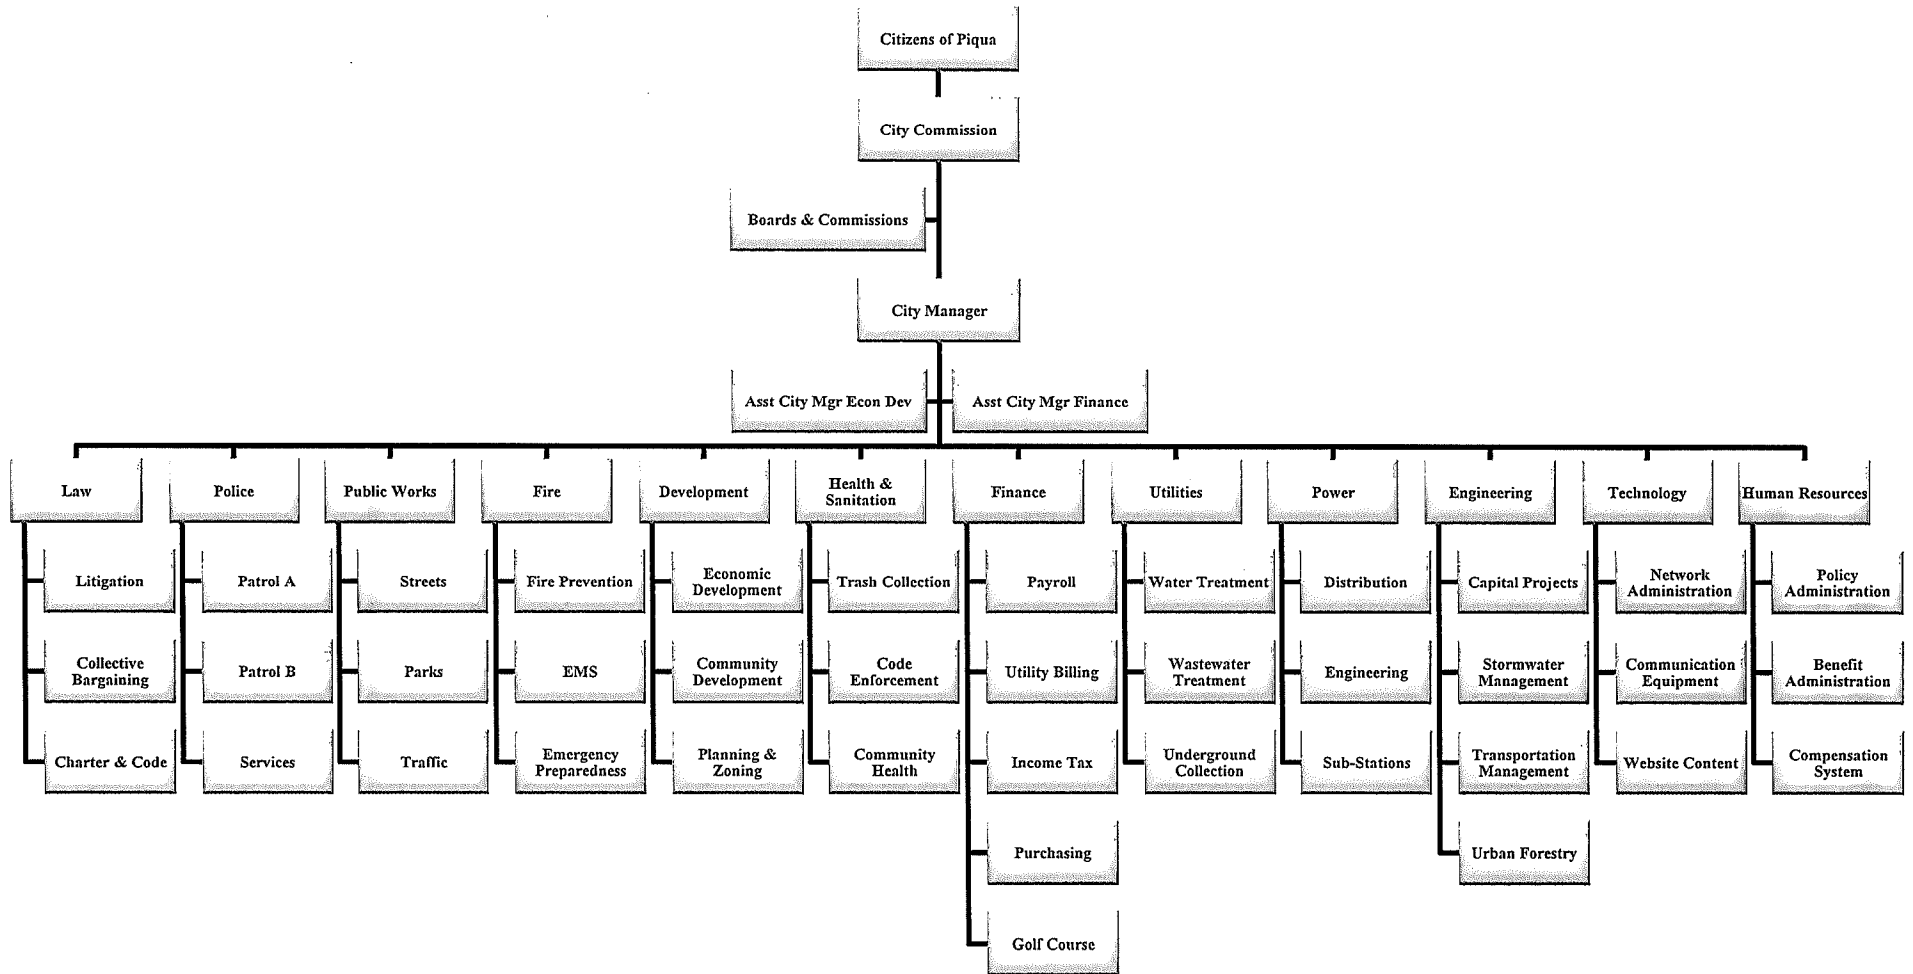 Citizens of Piqua
City Commission
Boards & Commissions
City Manager
Asst City Mgr Econ Dev
Asst City Mgr Finance
Law
Police
Public Works
Fire
Development
Health &
Sanitation
Finance
Utilities
Power
Engineering
Technology
Human Resources
Litigation
Patrol A
Streets
Fire Prevention
Economic
Development
Trash Collection
Payroll
Water Treatment
Distribution
Capital Projects
Network
Administration
Policy
Administration
Collective
Bargaining
Patrol B
Parks
EMS
Community
Development
Code
Enforcement
Utility Billing
Wastewater
Treatment
Engineering
Stormwater
Management
Communication
Equipment
Benefit
Administration
Charter & Code
Services
Traffic
Emergency
Preparedness
Planning &
Zoning
Community
Health
Income Tax
Underground
Collection
Sub-Stations
Transportation
Management
Website Content
Compensation
System
Purchasing
Urban Forestry
Golf Course